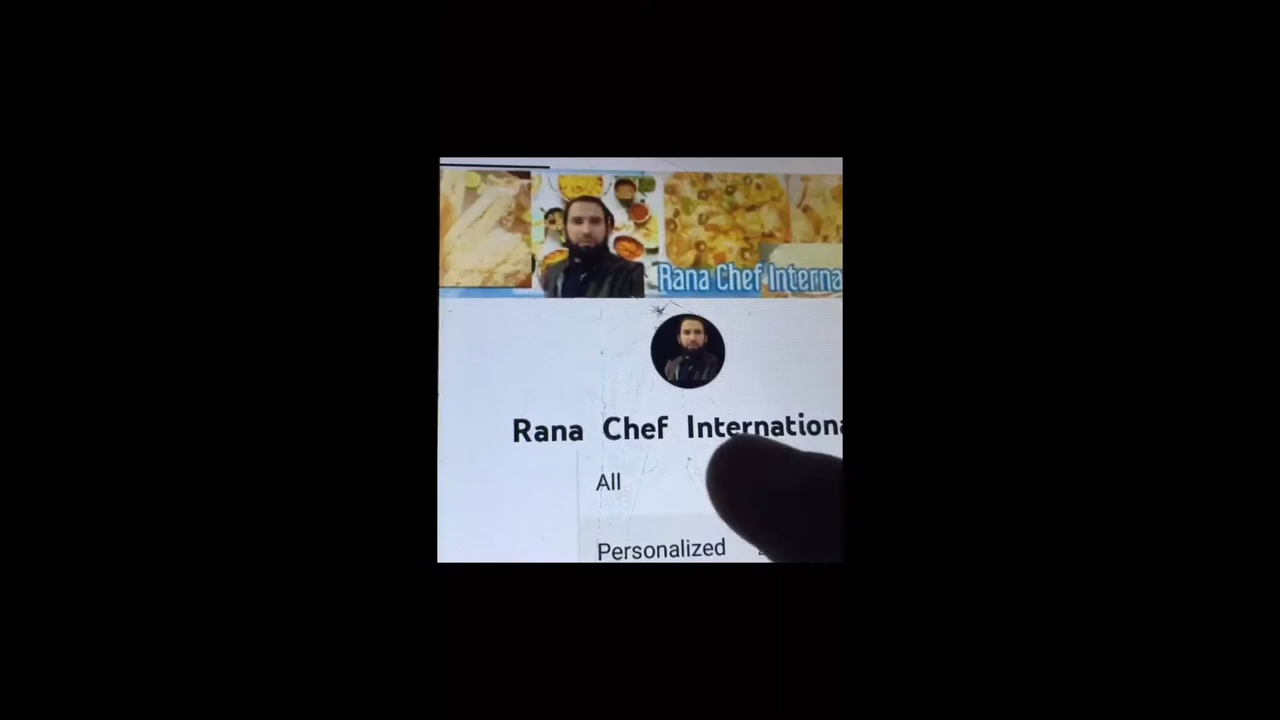 Rana Chef Interna
Rana Chef Internationa
All
Personalized